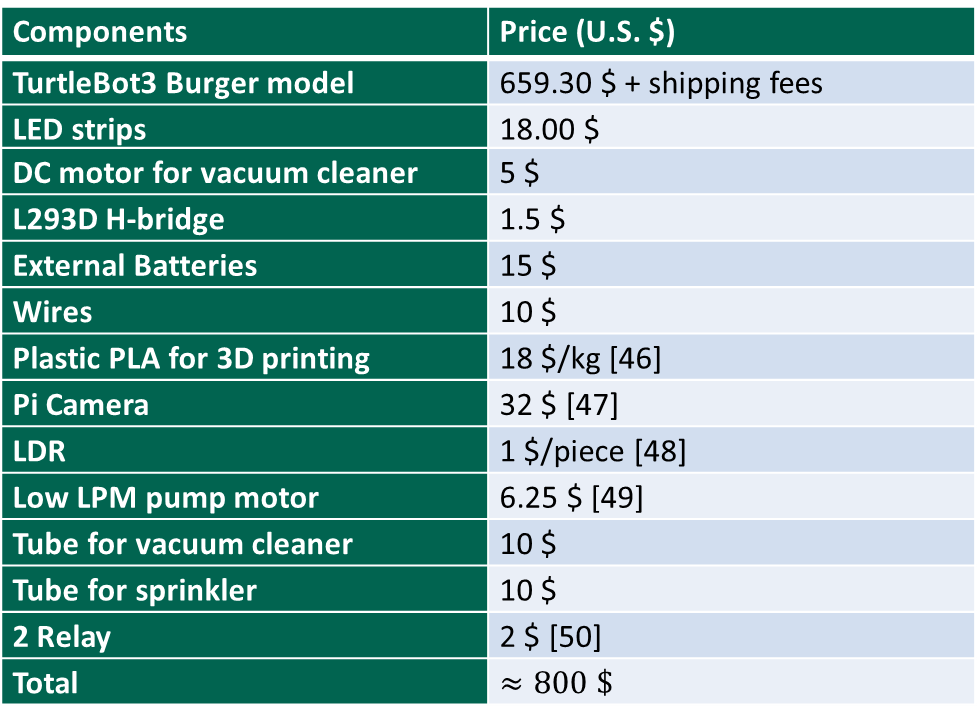 Components Price (U.S. $)
TurtleBot3 Burger model 659.30 $ + shipping fees
LED strips 18.00 $
DC motor for vacuum cleaner 5 $
L293D H-bridge 1.5 $
External Batteries 15 $
Wires 10 $
Plastic PLA for 3D printing 18 $/kg [46]
Pi Camera 32 $ [47]
LDR 1 $/piece [48]
Low LPM pump motor 6.25 $ [49]
Tube for vacuum cleaner 10 $
Tube for sprinkler 10 $
2 Relay 2 $ [50]
Total ≈ 800 $